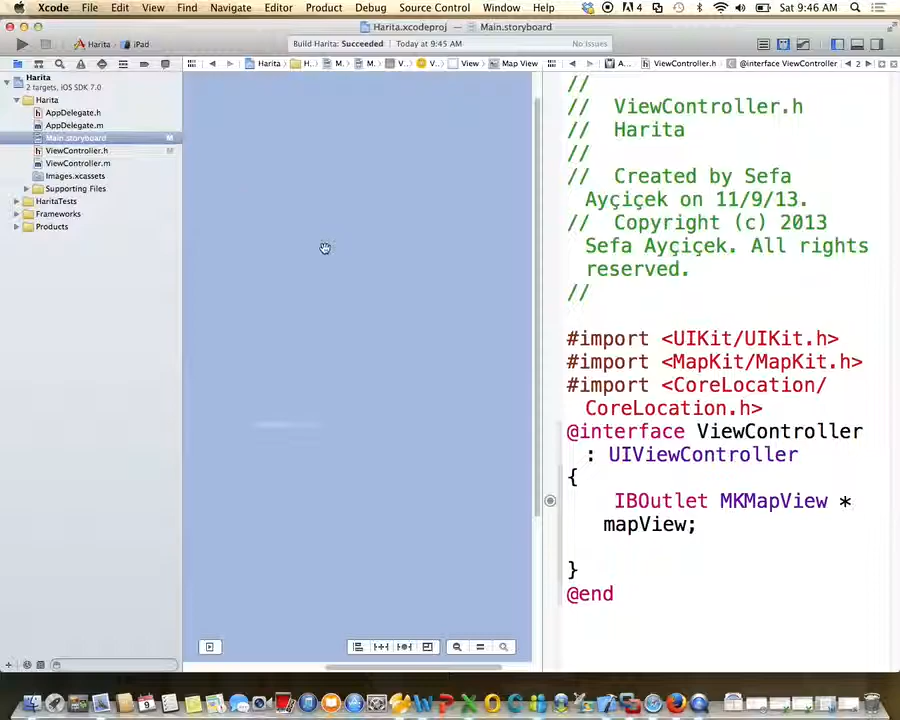 Xcode File Edit View Find Navigate Editor Product Debug Source Control Window Help 4 Sat 9:46 AM
Harita.xcodeproj — Main.storyboard
Harita iPad Build Harita: Succeeded Today at 9:45 AM No Issues
Harita H... M... M... V... V... View Map View A... ViewController.h @interface ViewController 2
Harita
2 targets, iOS SDK 7.0
Harita
AppDelegate.h
AppDelegate.m
Main.storyboard M
ViewController.h M
ViewController.m
Images.xcassets
Supporting Files
HaritaTests
Frameworks
Products
//
// ViewController.h
// Harita
//
// Created by Sefa
Ayçiçek on 11/9/13.
// Copyright (c) 2013
Sefa Ayçiçek. All rights
reserved.
//
#import <UIKit/UIKit.h>
#import <MapKit/MapKit.h>
#import <CoreLocation/
CoreLocation.h>
@interface ViewController
: UIViewController
{
IBOutlet MKMapView *
mapView;
}
@end